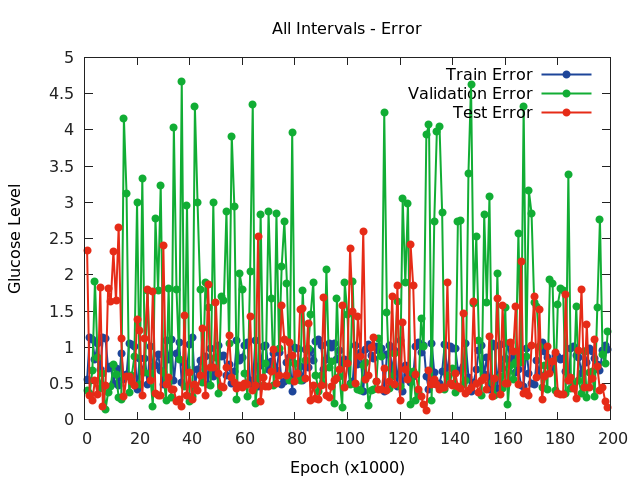 All Intervals - Error
Train Error
Validation Error
Test Error
5
4.5
4
3.5
3
2.5
2
1.5
1
0.5
0
Glucose Level
0 20 40 60 80 100 120 140 160 180 200
Epoch (x1000)